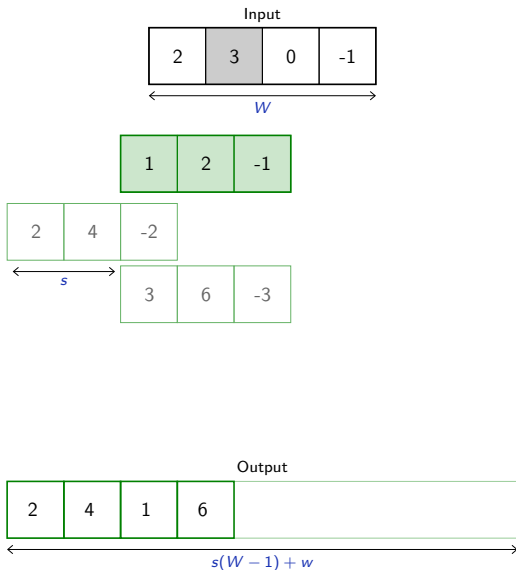 Input
2 3 0 -1
W
1 2 -1
2 4 -2
s
3 6 -3
Output
2 4 1 6
s(W − 1) + w